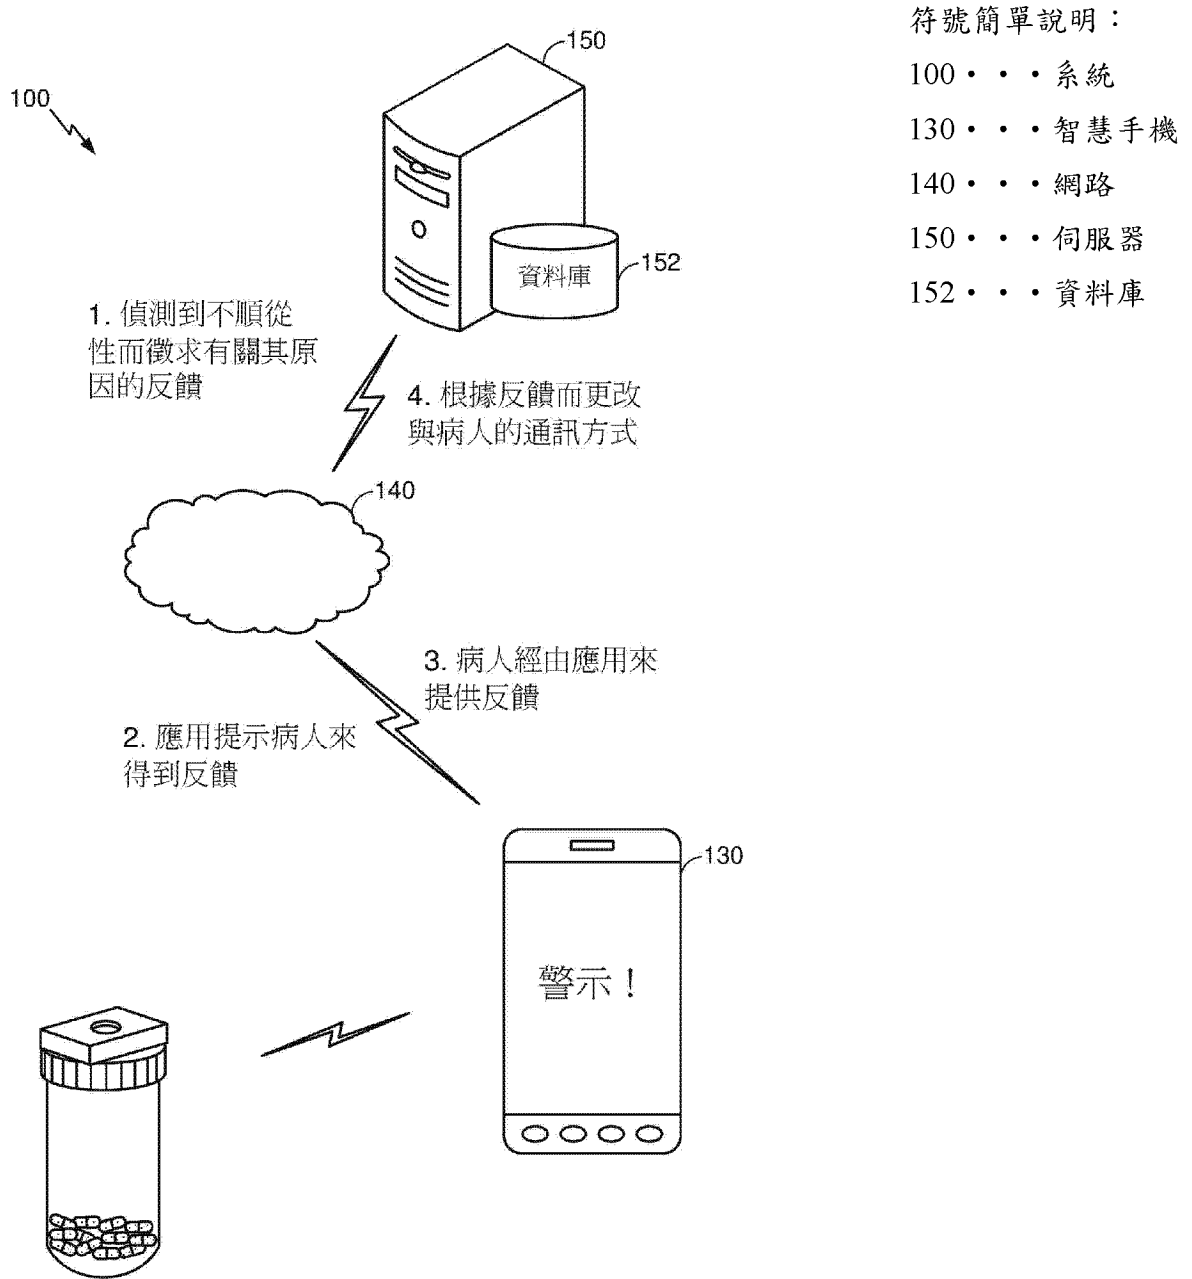 符號簡單說明：
100・・・系統
130・・・智慧手機
140・・・網路
150・・・伺服器
152・・・資料庫
100
150
資料庫
152
1. 偵測到不順從
性而徵求有關其原
因的反饋
4. 根據反饋而更改
與病人的通訊方式
140
3. 病人經由應用來
提供反饋
2. 應用提示病人來
得到反饋
130
警示！